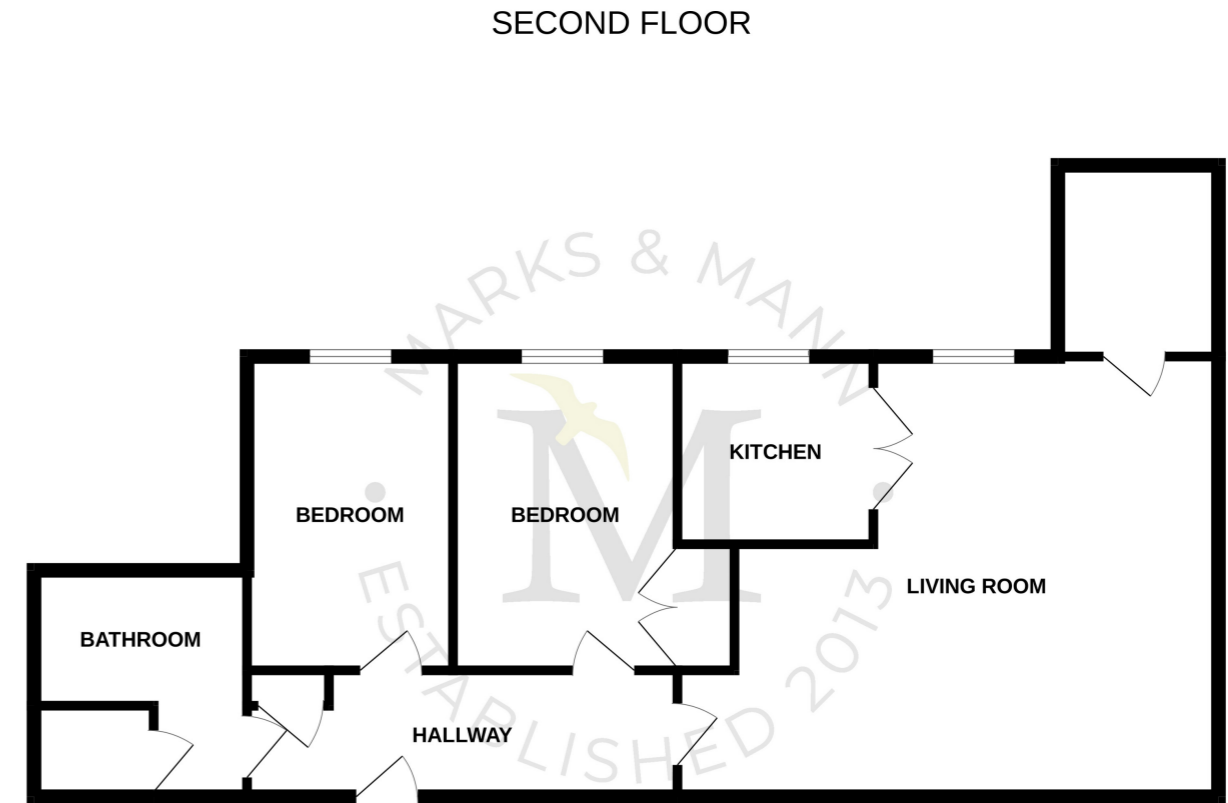 SECOND FLOOR
MARKS & MANN
KITCHEN
BEDROOM
BEDROOM
LIVING ROOM
BATHROOM
HALLWAY
M
ESTABLISHED 2013